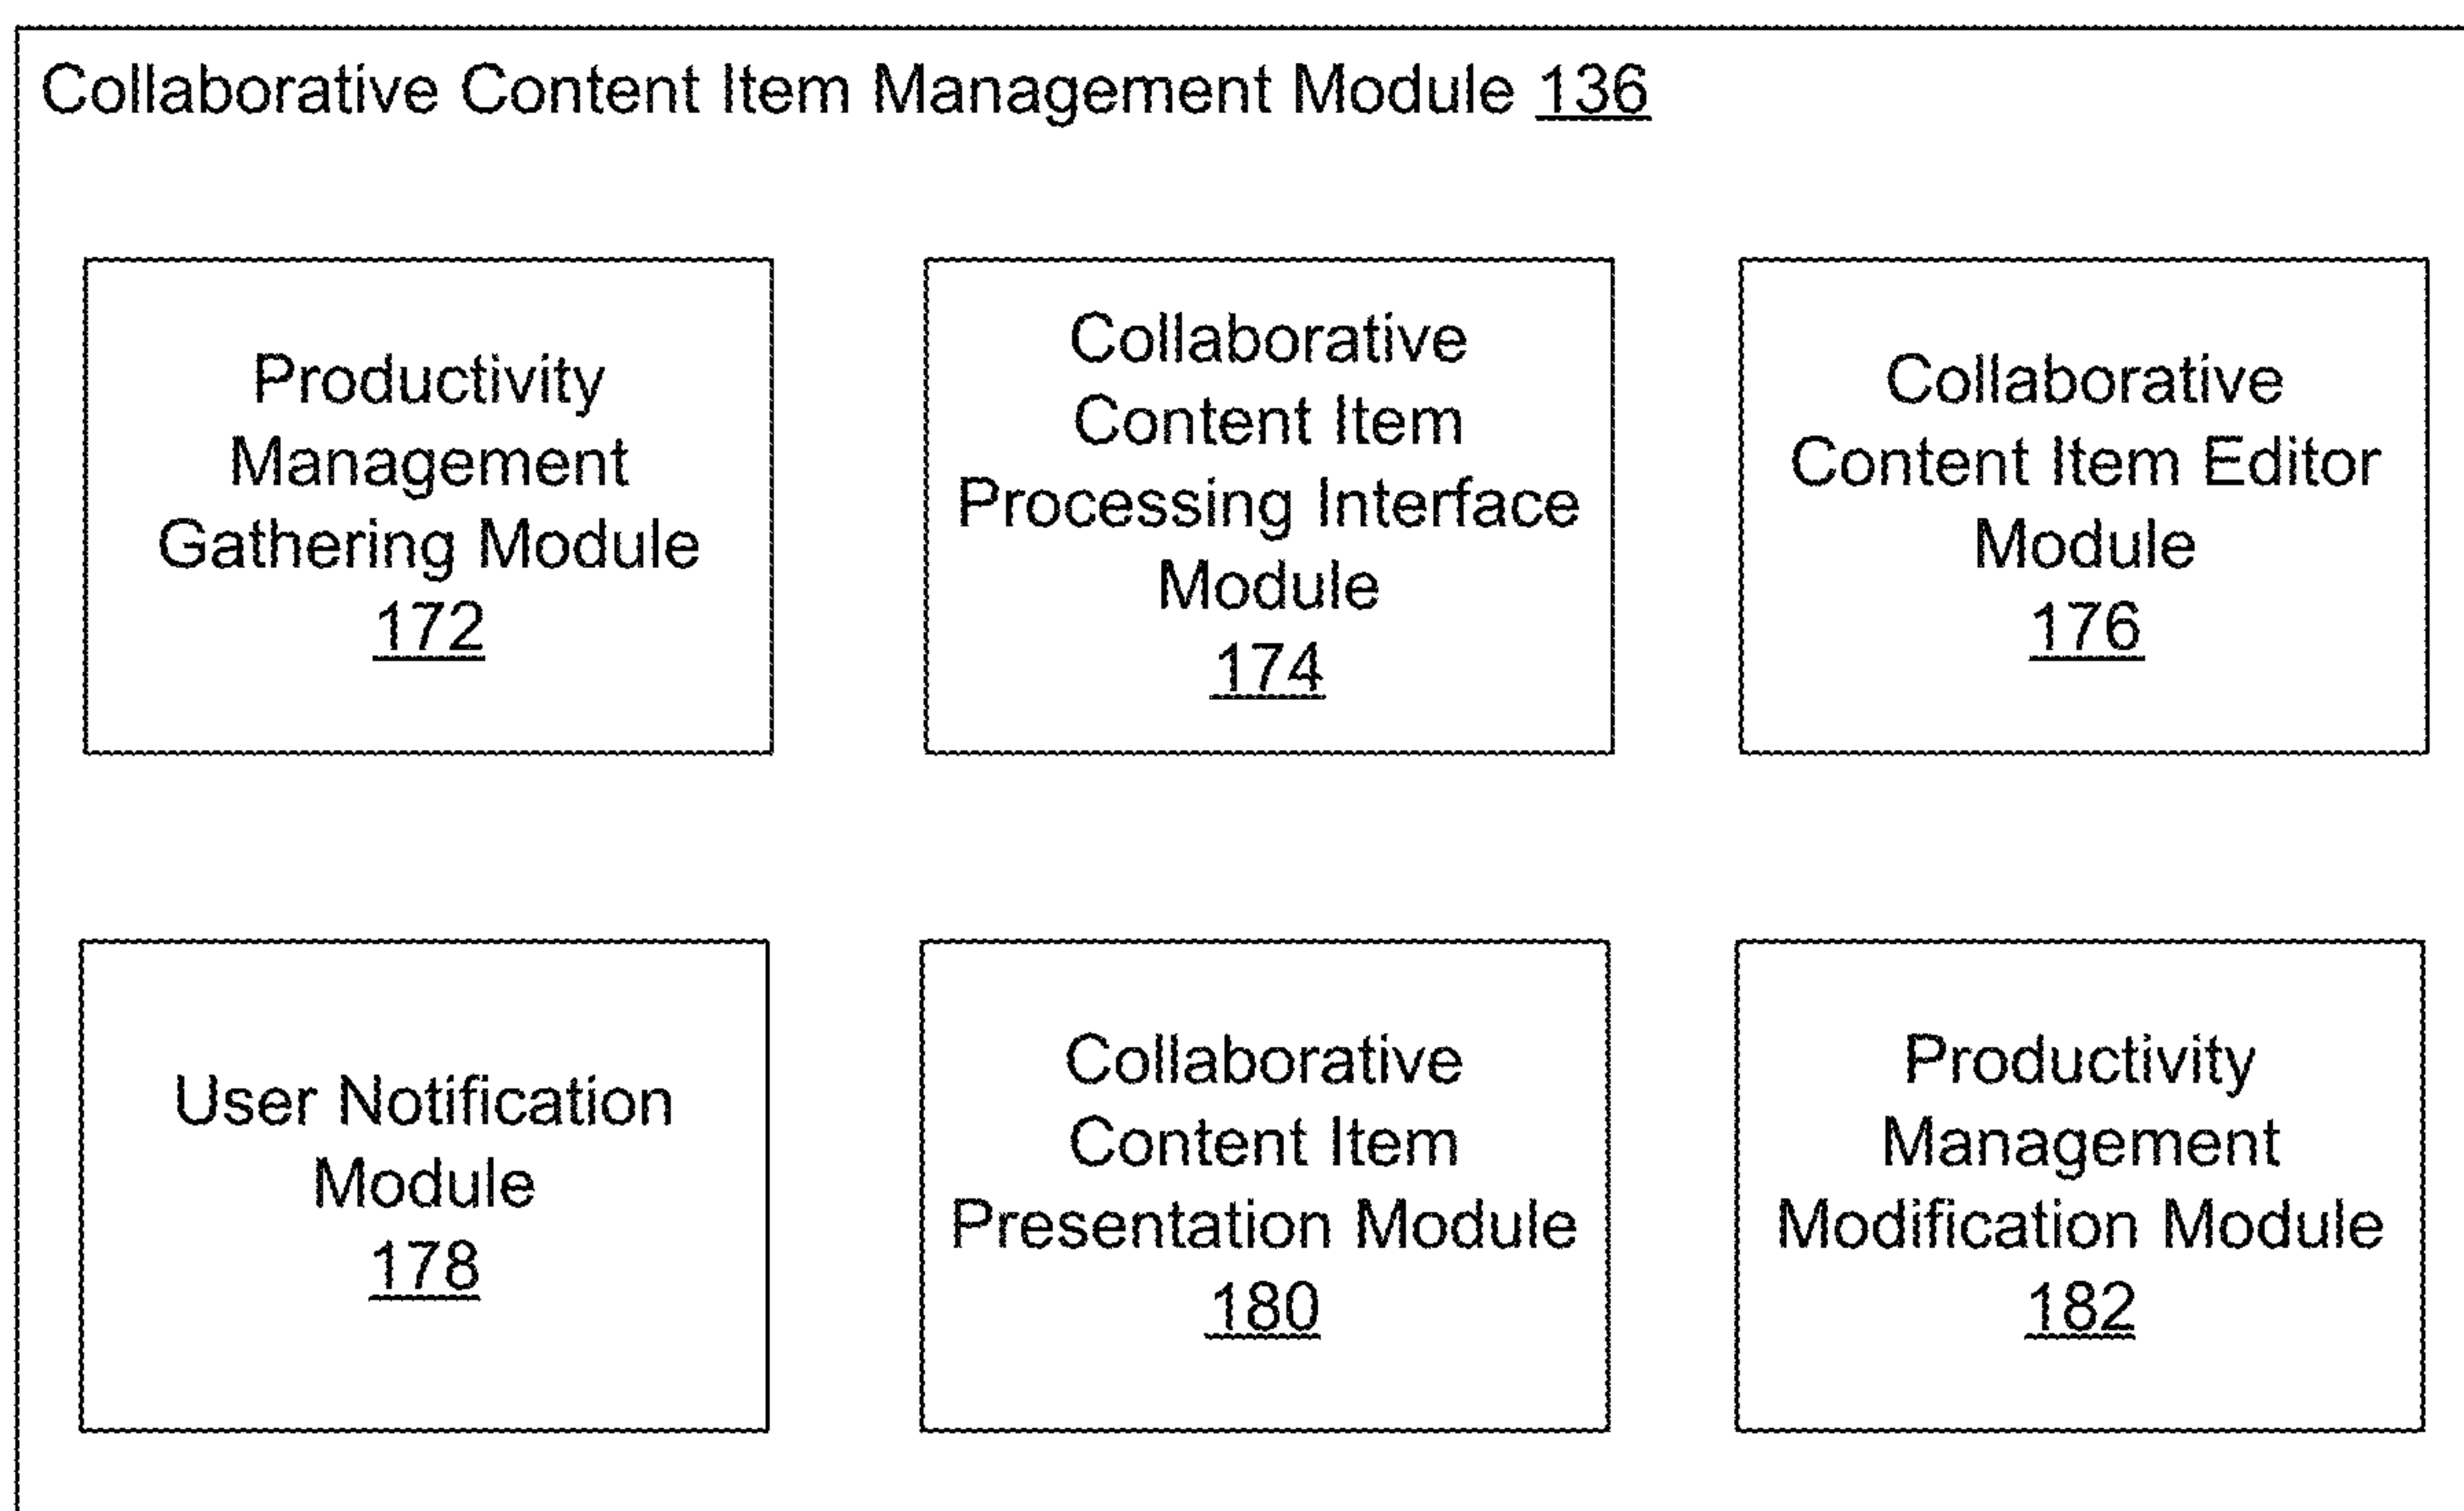 Collaborative Content Item Management Module 136
Productivity
Management
Gathering Module
172
Collaborative
Content Item
Processing Interface
Module
174
Collaborative
Content Item Editor
Module
176
User Notification
Module
178
Collaborative
Content Item
Presentation Module
180
Productivity
Management
Modification Module
182